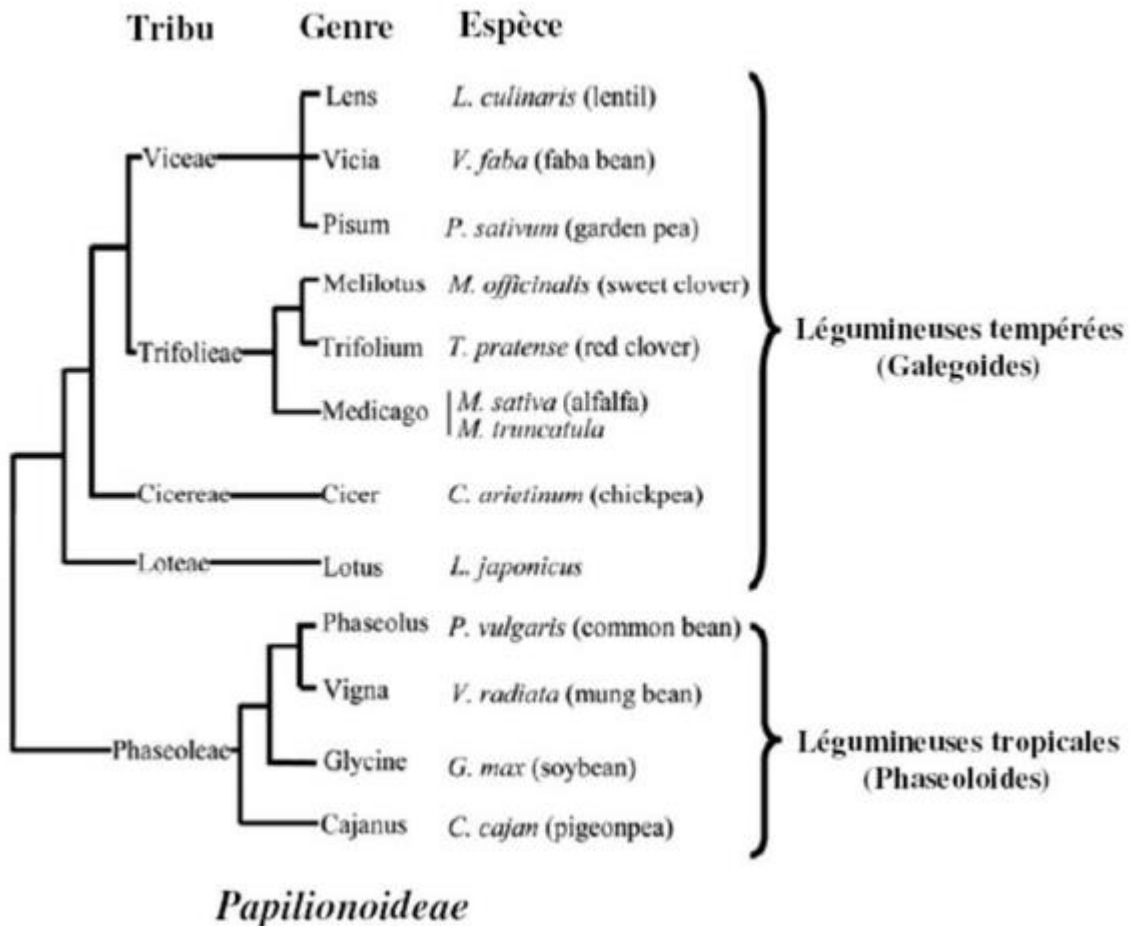 Tribu Genre Espèce
Lens L. culinaris (lentil)
Viceae Vicia V. faba (faba bean)
Pisum P. sativum (garden pea)
Melilotus M. officinalis (sweet clover)
Légumineuses tempérées
(Galegoides)
Trifolieae Trifolium T. pratense (red clover)
Medicago M. sativa (alfalfa)
M. truncatula
Cicereae Cicer C. arietinum (chickpea)
Loteae Lotus L. japonicus
Phaseolus P. vulgaris (common bean)
Vigna V. radiata (mung bean)
Légumineuses tropicales
(Phaseoloides)
Phaseoleae Glycine G. max (soybean)
Cajanus C. cajan (pigeonpea)
Papilionoideae